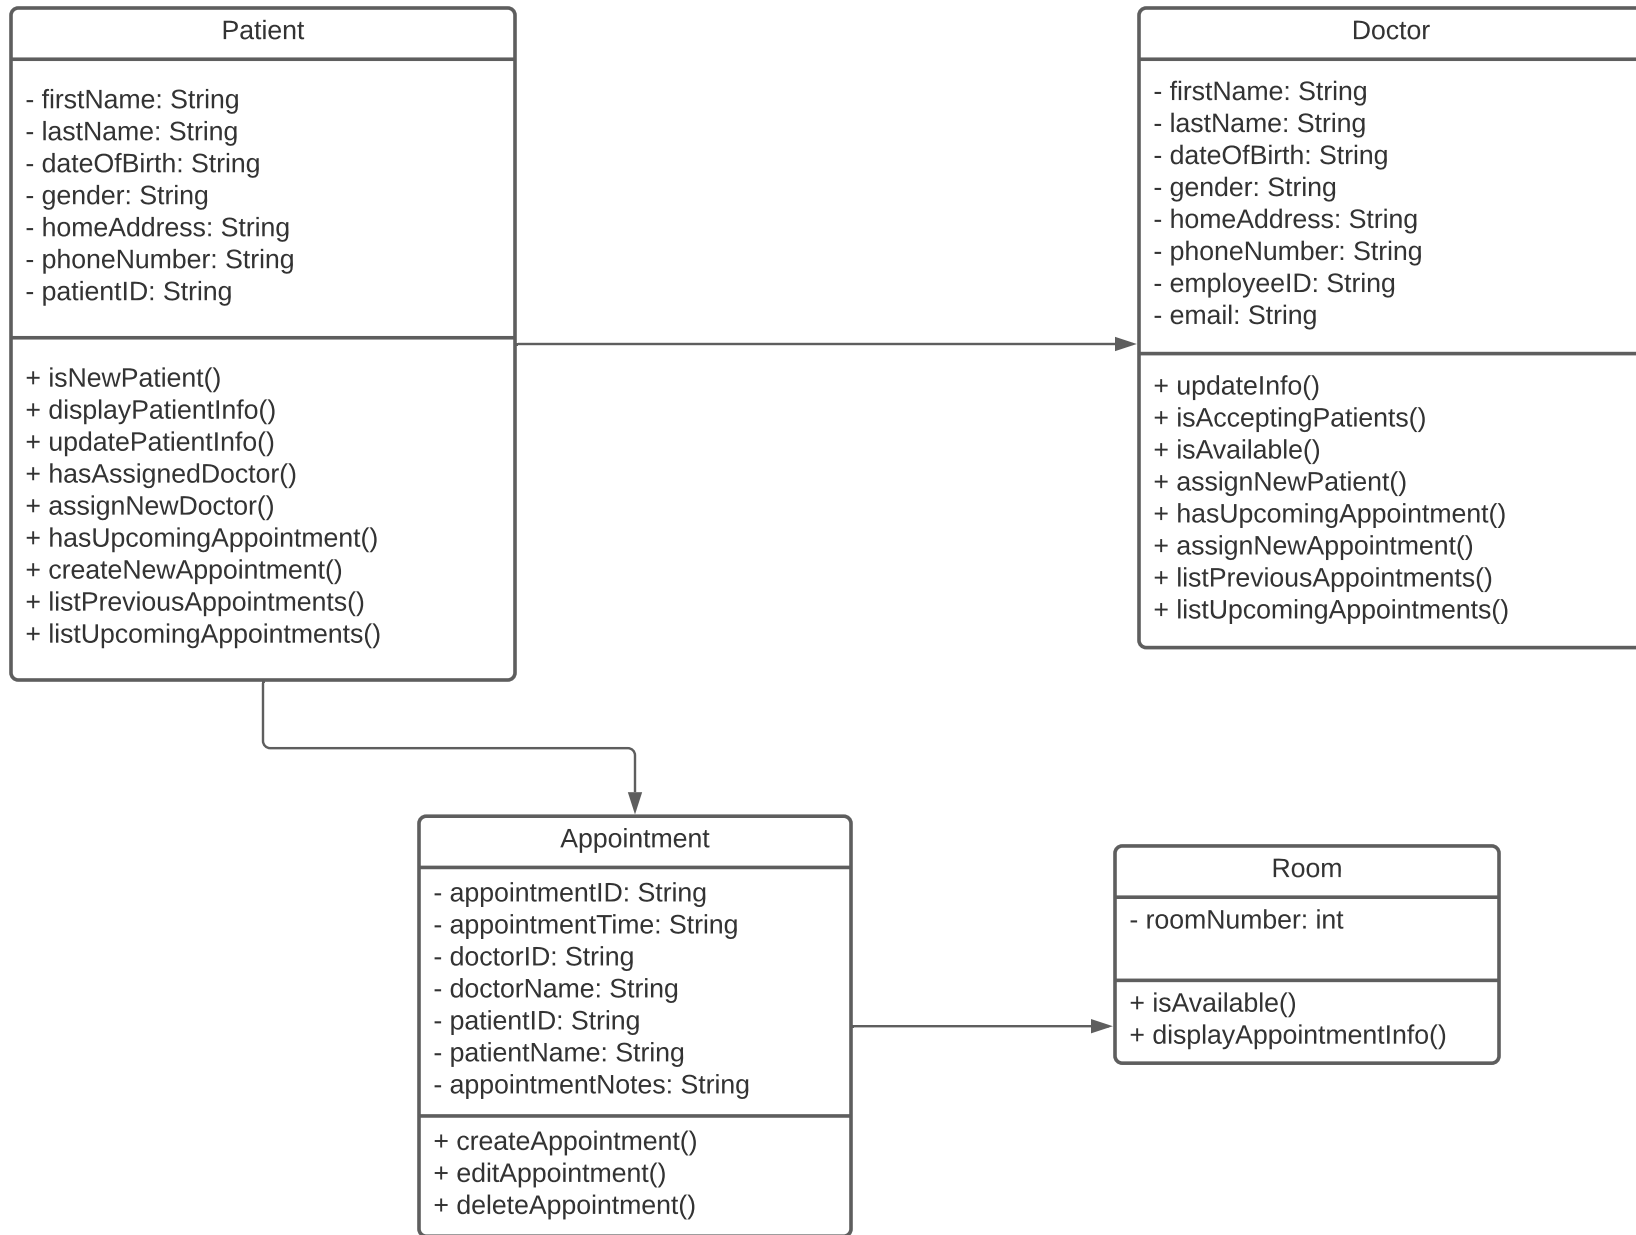 Patient
- firstName: String
- lastName: String
- dateOfBirth: String
- gender: String
- homeAddress: String
- phoneNumber: String
- patientID: String
+ isNewPatient()
+ displayPatientInfo()
+ updatePatientInfo()
+ hasAssignedDoctor()
+ assignNewDoctor()
+ hasUpcomingAppointment()
+ createNewAppointment()
+ listPreviousAppointments()
+ listUpcomingAppointments()
Doctor
- firstName: String
- lastName: String
- dateOfBirth: String
- gender: String
- homeAddress: String
- phoneNumber: String
- employeeID: String
- email: String
+ updateInfo()
+ isAcceptingPatients()
+ isAvailable()
+ assignNewPatient()
+ hasUpcomingAppointment()
+ assignNewAppointment()
+ listPreviousAppointments()
+ listUpcomingAppointments()
Appointment
- appointmentID: String
- appointmentTime: String
- doctorID: String
- doctorName: String
- patientID: String
- patientName: String
- appointmentNotes: String
+ createAppointment()
+ editAppointment()
+ deleteAppointment()
Room
- roomNumber: int
+ isAvailable()
+ displayAppointmentInfo()